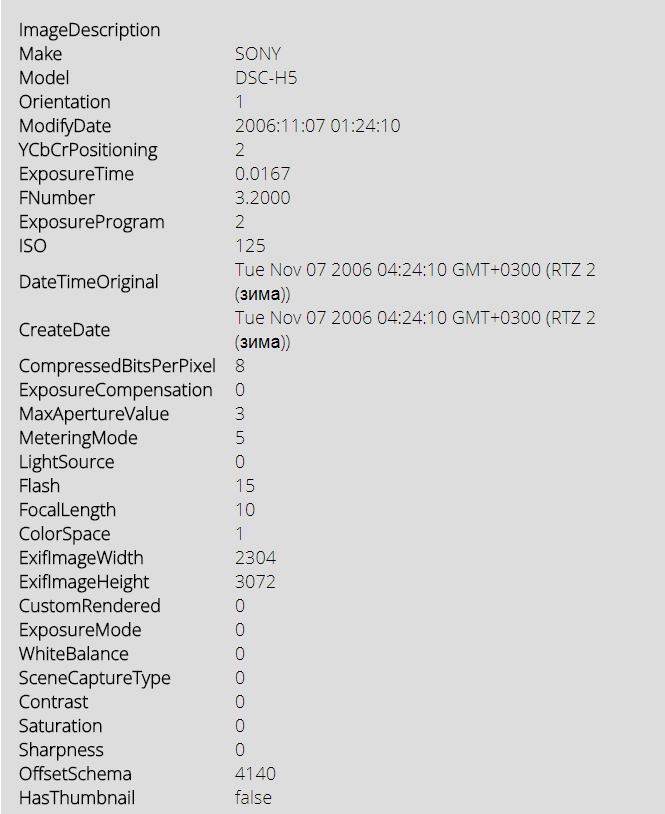 ImageDescription
Make SONY
Model DSC-H5
Orientation 1
ModifyDate 2006:11:07 01:24:10
YCbCrPositioning 2
ExposureTime 0.0167
FNumber 3.2000
ExposureProgram 2
ISO 125
DateTimeOriginal Tue Nov 07 2006 04:24:10 GMT+0300 (RTZ 2
(зима))
CreateDate Tue Nov 07 2006 04:24:10 GMT+0300 (RTZ 2
(зима))
CompressedBitsPerPixel 8
ExposureCompensation 0
MaxApertureValue 3
MeteringMode 5
LightSource 0
Flash 15
FocalLength 10
ColorSpace 1
ExifImageWidth 2304
ExifImageHeight 3072
CustomRendered 0
ExposureMode 0
WhiteBalance 0
SceneCaptureType 0
Contrast 0
Saturation 0
Sharpness 0
OffsetSchema 4140
HasThumbnail false